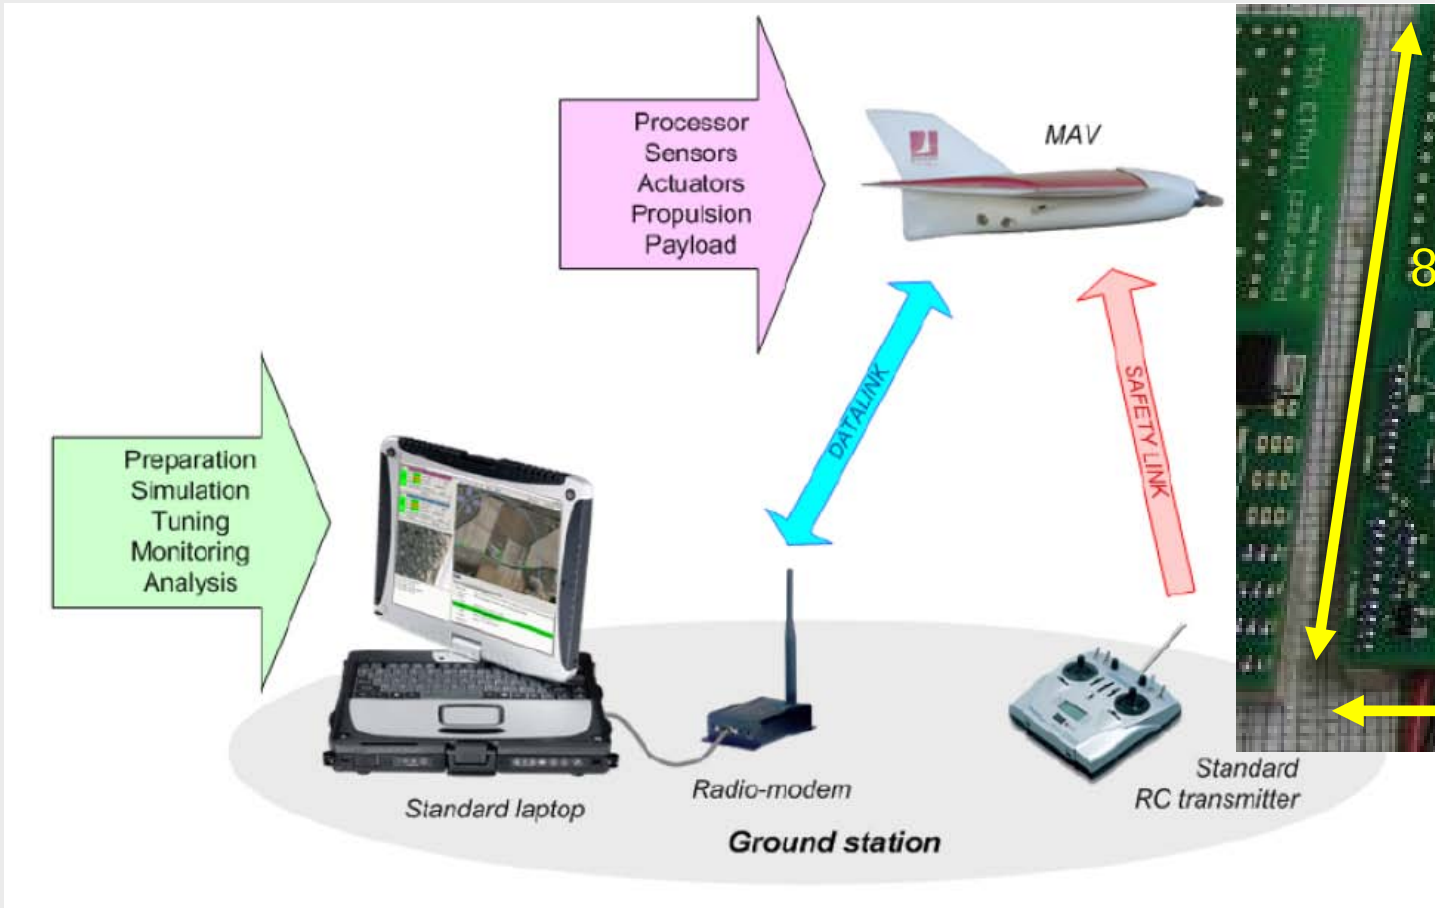 Processor
Sensors
Actuators
Propulsion
Payload
MAV
8
DATALINK
SAFETY LINK
Preparation
Simulation
Tuning
Monitoring
Analysis
Standard laptop
Radio-modem
Standard
RC transmitter
Ground station